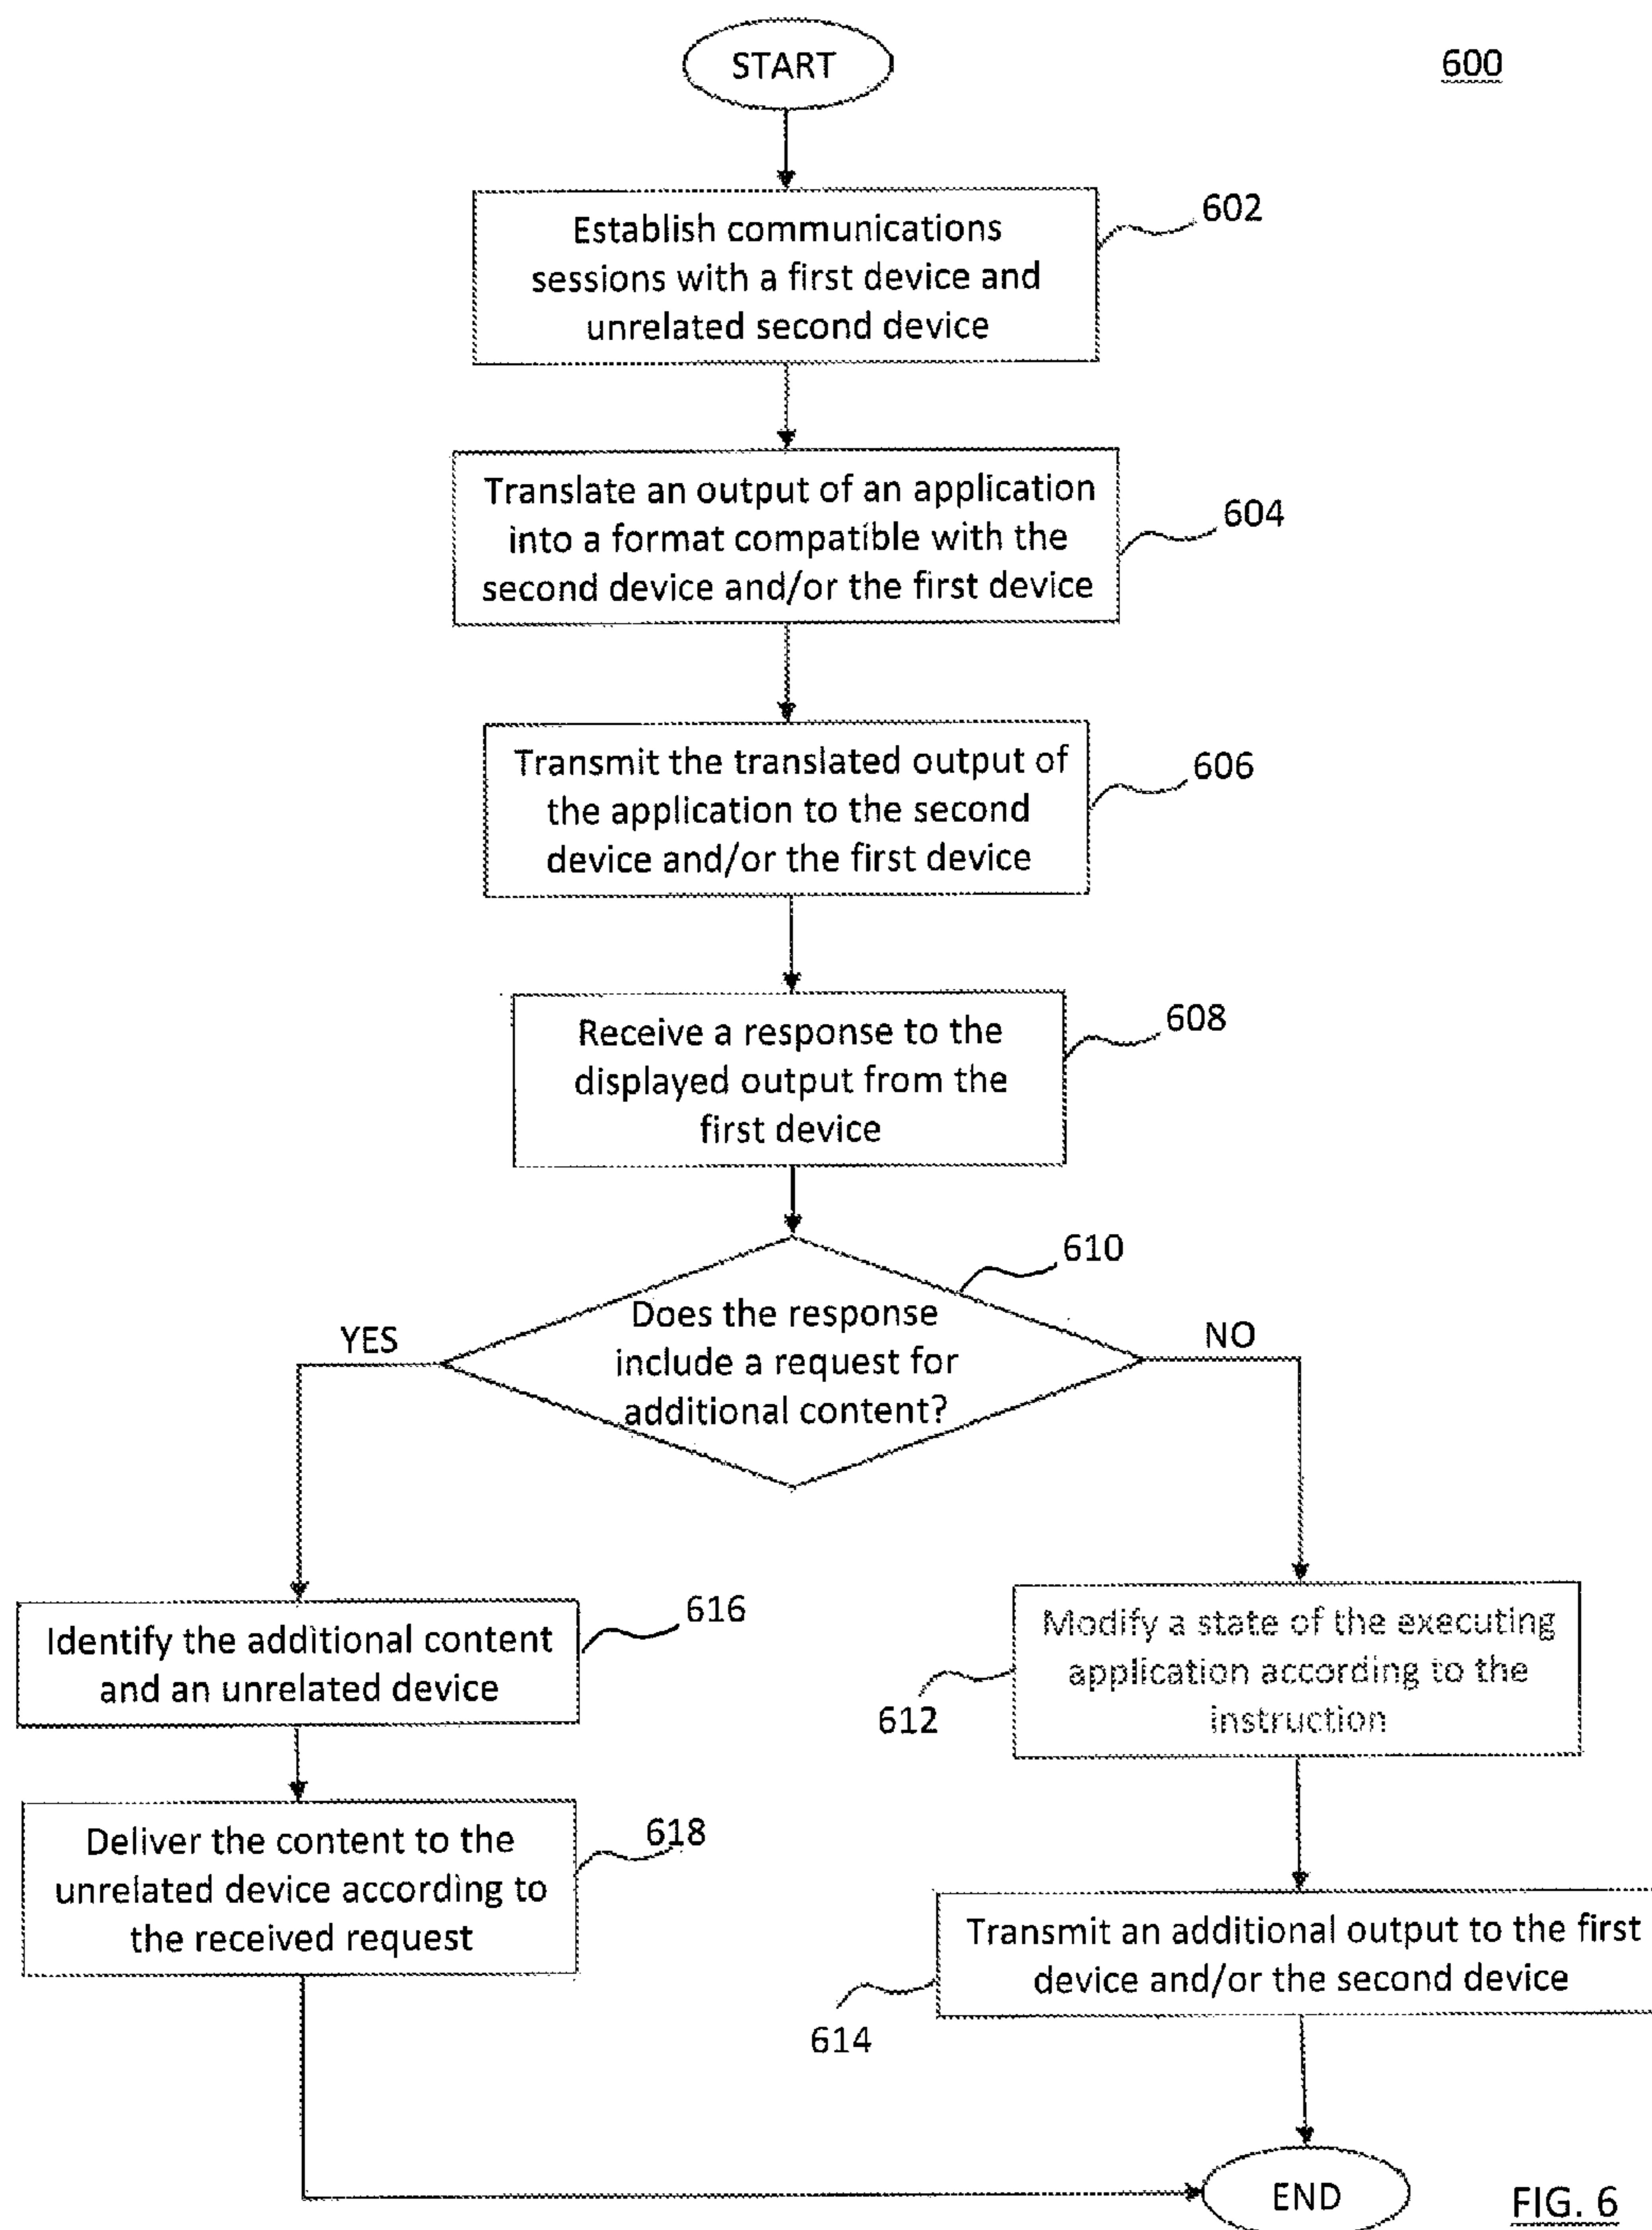 START
600
Establish communications
sessions with a first device and
unrelated second device
602
Translate an output of an application
into a format compatible with the
second device and/or the first device
604
Transmit the translated output of
the application to the second
device and/or the first device
606
Receive a response to the
displayed output from the
first device
608
610
Does the response
include a request for
additional content?
YES
NO
Identify the additional content
and an unrelated device
616
Modify a state of the executing
application according to the
instruction
612
Deliver the content to the
unrelated device according to
the received request
618
Transmit an additional output to the first
device and/or the second device
614
END
FIG. 6